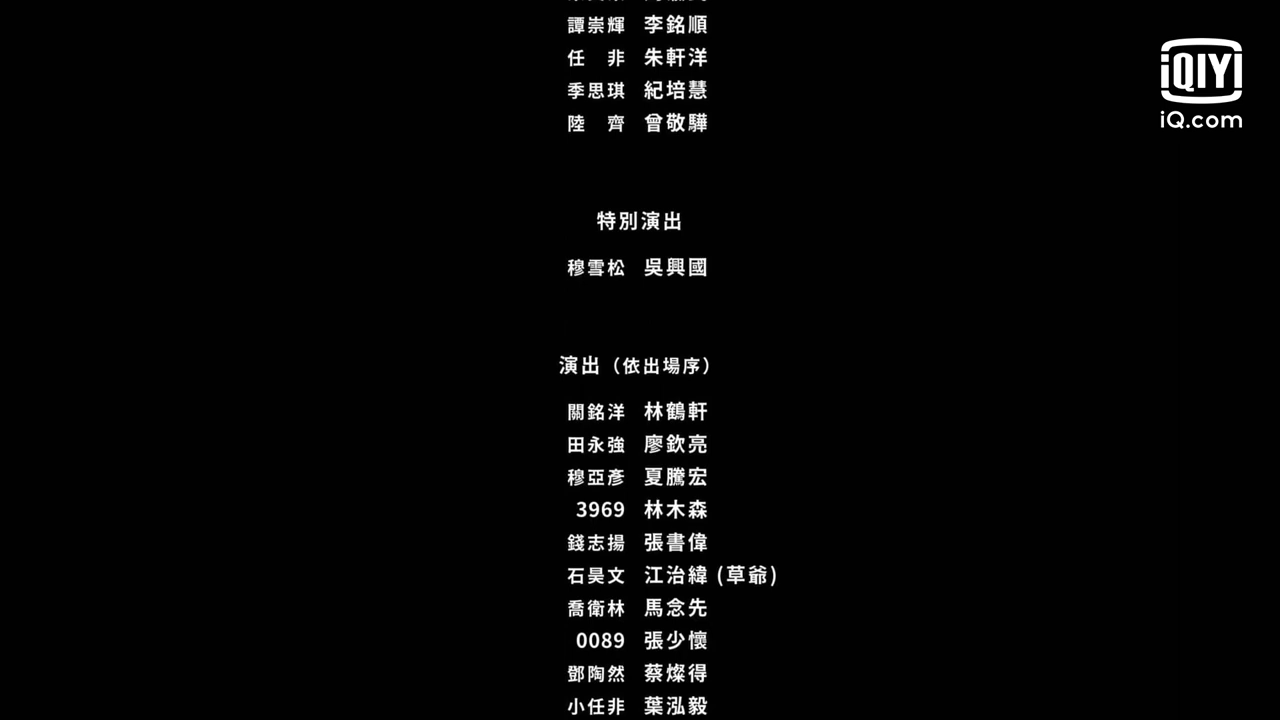 譚崇輝 李銘順
任　非 朱軒洋
季思琪 紀培慧
陸　齊 曾敬驊
特別演出
穆雪松 吳興國
演出（依出場序）
關銘洋 林鶴軒
田永強 廖欽亮
穆亞彥 夏騰宏
3969 林木森
錢志揚 張書偉
石昊文 江治緯 (草爺)
喬衛林 馬念先
0089 張少懷
鄧陶然 蔡燦得
小任非 葉泓毅
iQIYI
iQ.com